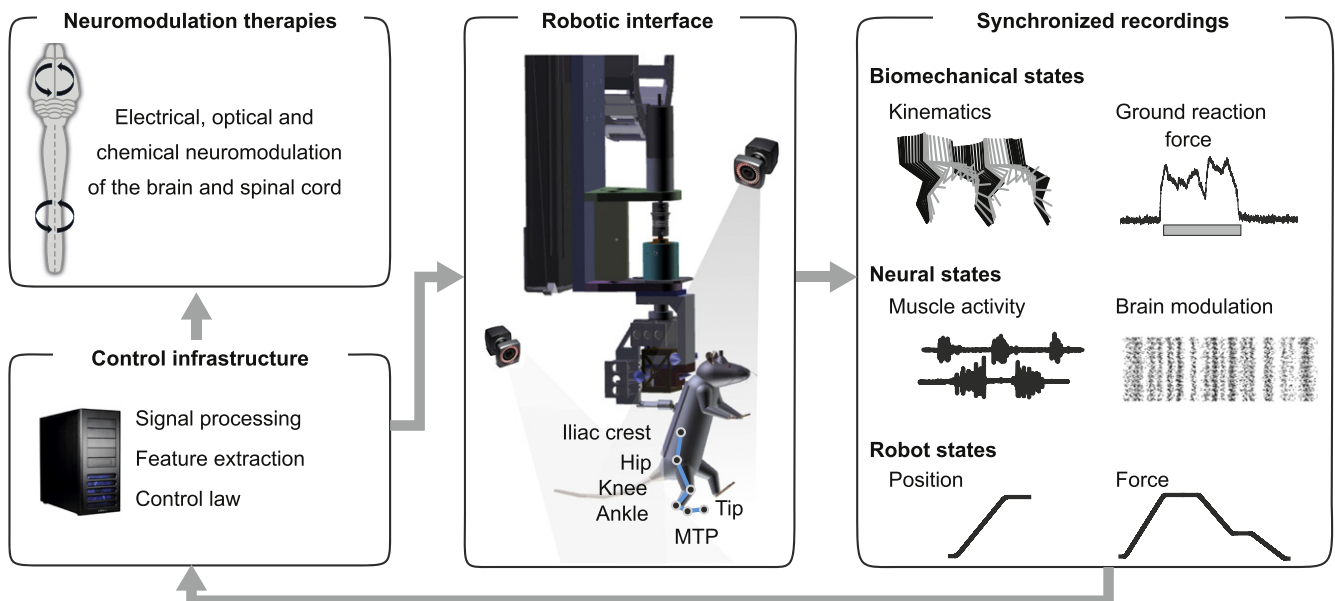 Neuromodulation therapies
Electrical, optical and
chemical neuromodulation
of the brain and spinal cord
Control infrastructure
Signal processing
Feature extraction
Control law
Robotic interface
Iliac crest
Hip
Knee
Ankle
Tip
MTP
Synchronized recordings
Biomechanical states
Kinematics
Ground reaction
force
Neural states
Muscle activity
Brain modulation
Robot states
Position
Force